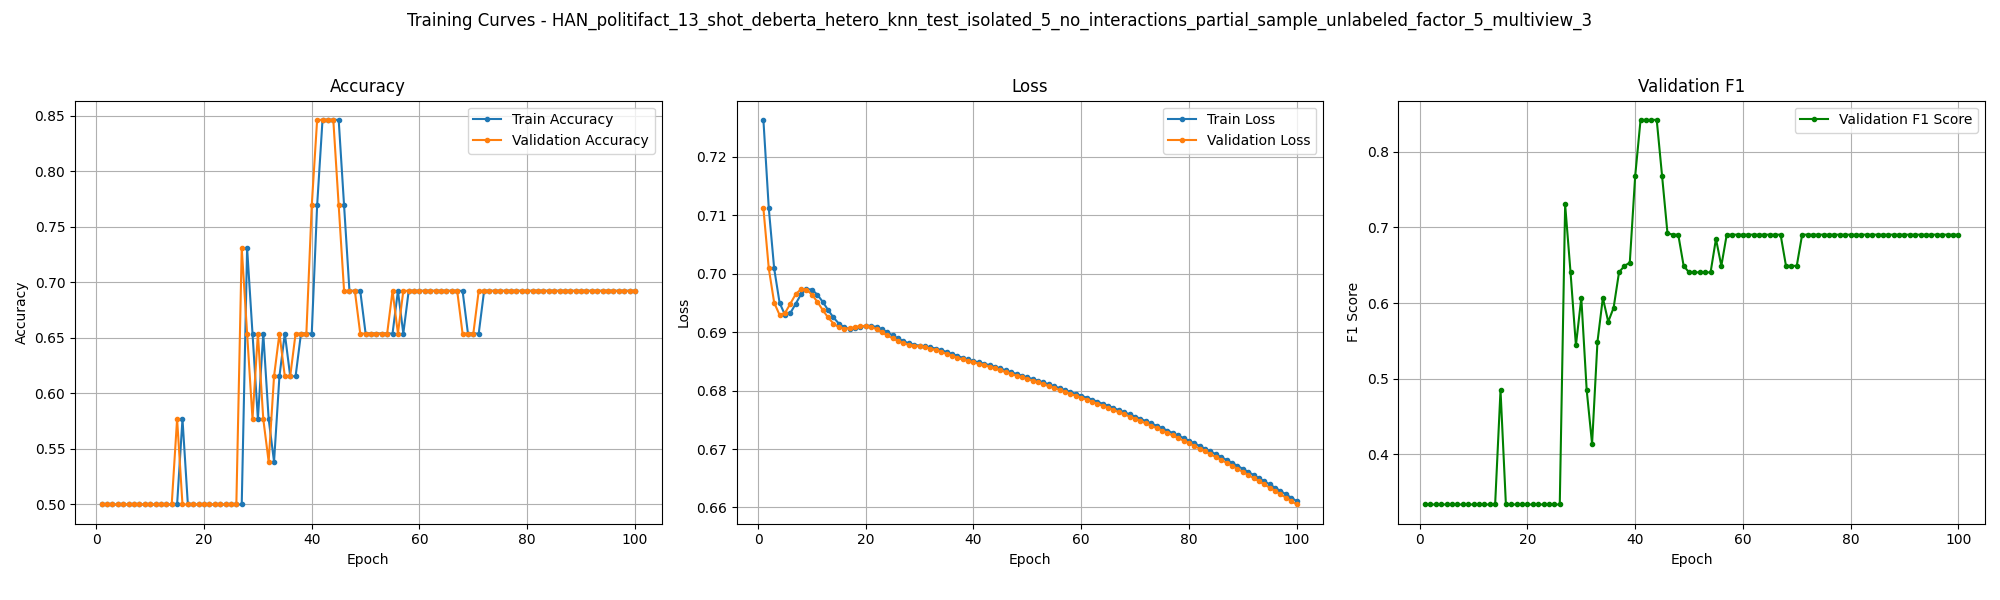 Training Curves - HAN_politifact_13_shot_deberta_hetero_knn_test_isolated_5_no_interactions_partial_sample_unlabeled_factor_5_multiview_3
Accuracy
Train Accuracy
Validation Accuracy
0.85
0.80
0.75
0.70
0.65
0.60
0.55
0.50
Accuracy
0 20 40 60 80 100
Epoch
Loss
Train Loss
Validation Loss
0.72
0.71
0.70
0.69
0.68
0.67
0.66
Loss
0 20 40 60 80 100
Epoch
Validation F1
Validation F1 Score
0.8
0.7
0.6
0.5
0.4
F1 Score
0 20 40 60 80 100
Epoch